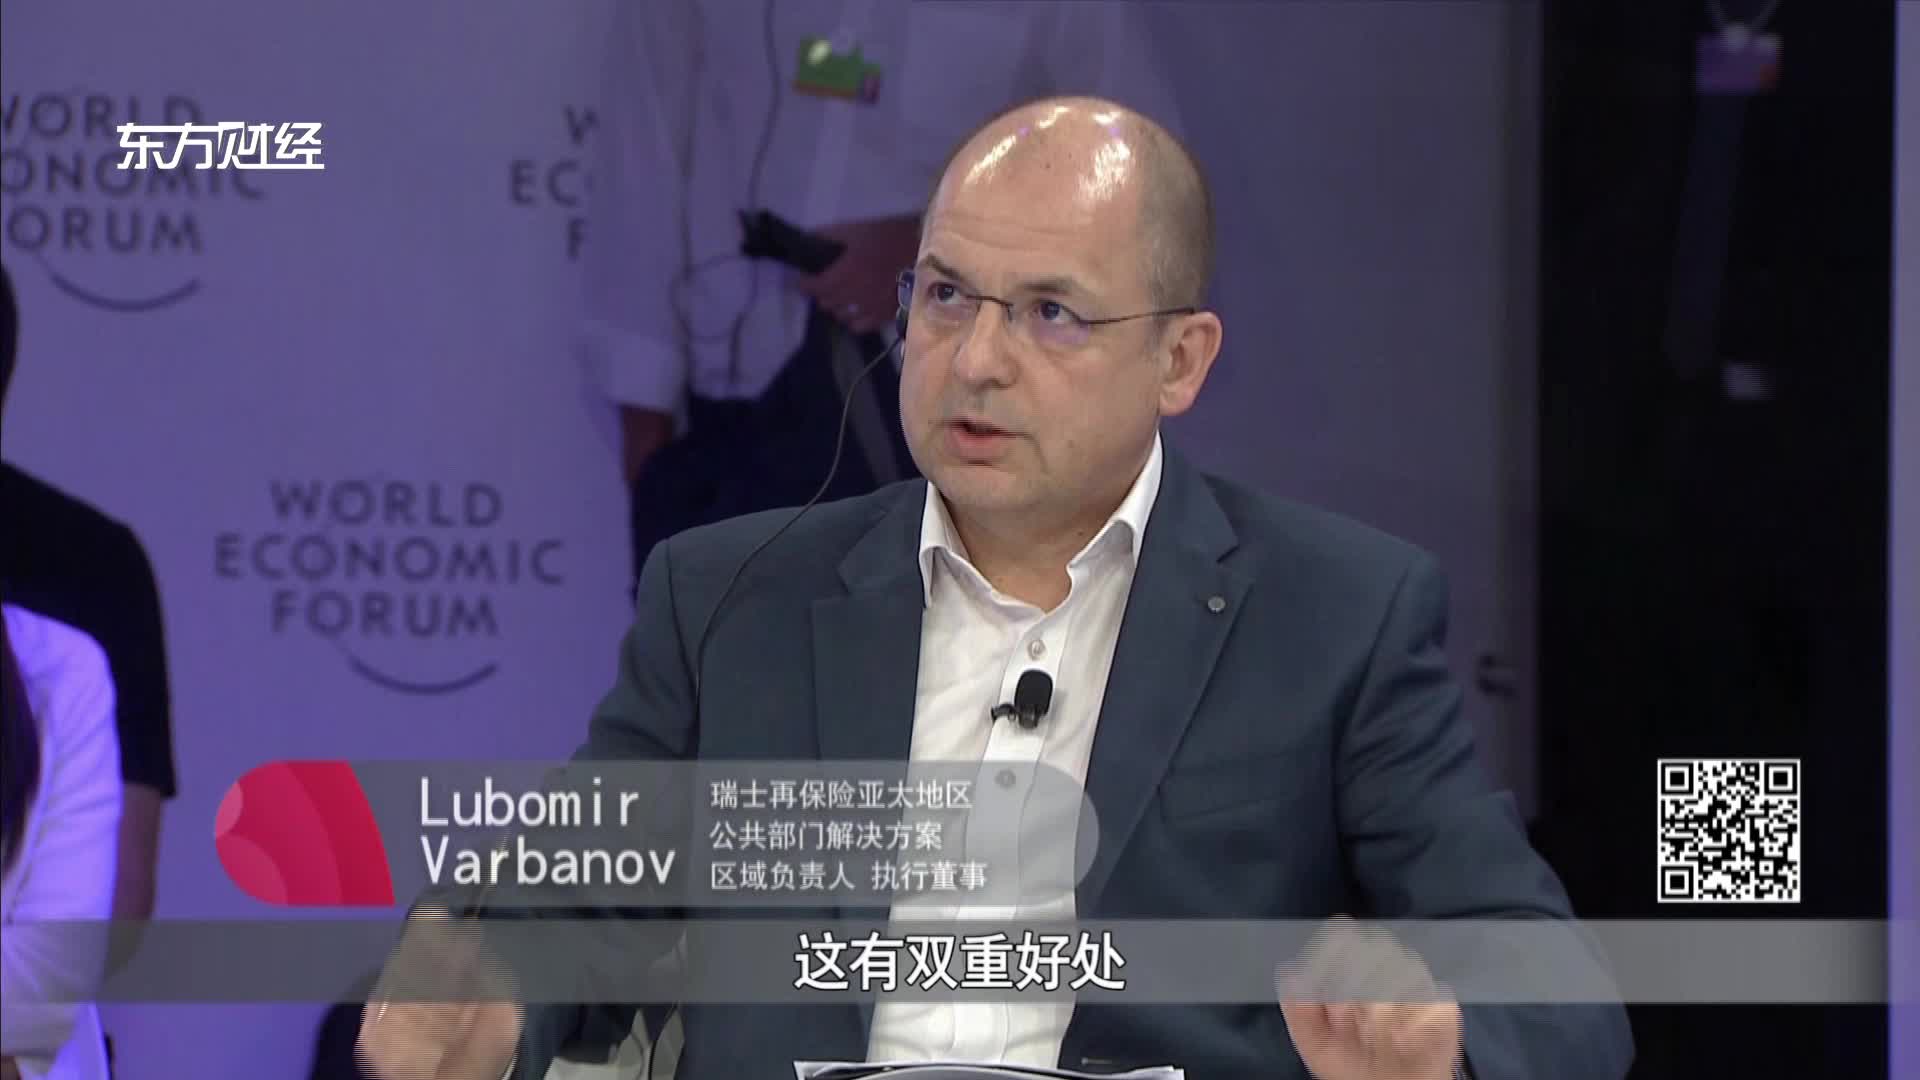 WORLD
ECONOMIC
FORUM
东方财经
W
EC
F
WORLD
ECONOMIC
FORUM
Lubomir
Varbanov
瑞士再保险亚太地区
公共部门解决方案
区域负责人 执行董事
这有双重好处